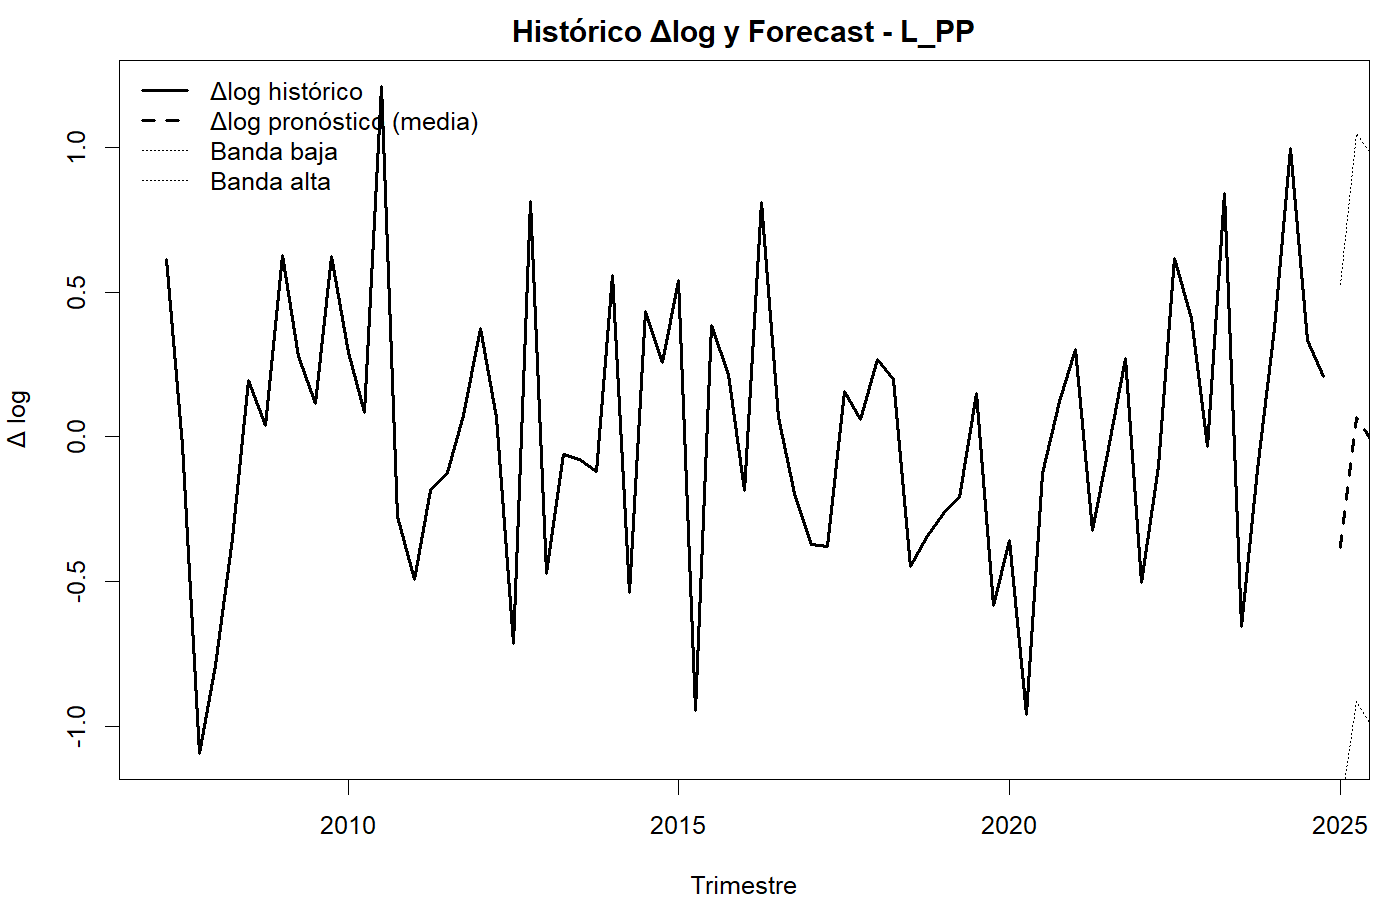 Histórico Δlog y Forecast - L_PP
Δlog histórico
Δlog pronóstico (media)
Banda baja
Banda alta
1.0
0.5
0.0
-0.5
-1.0
Δ log
2010
2015
2020
2025
Trimestre